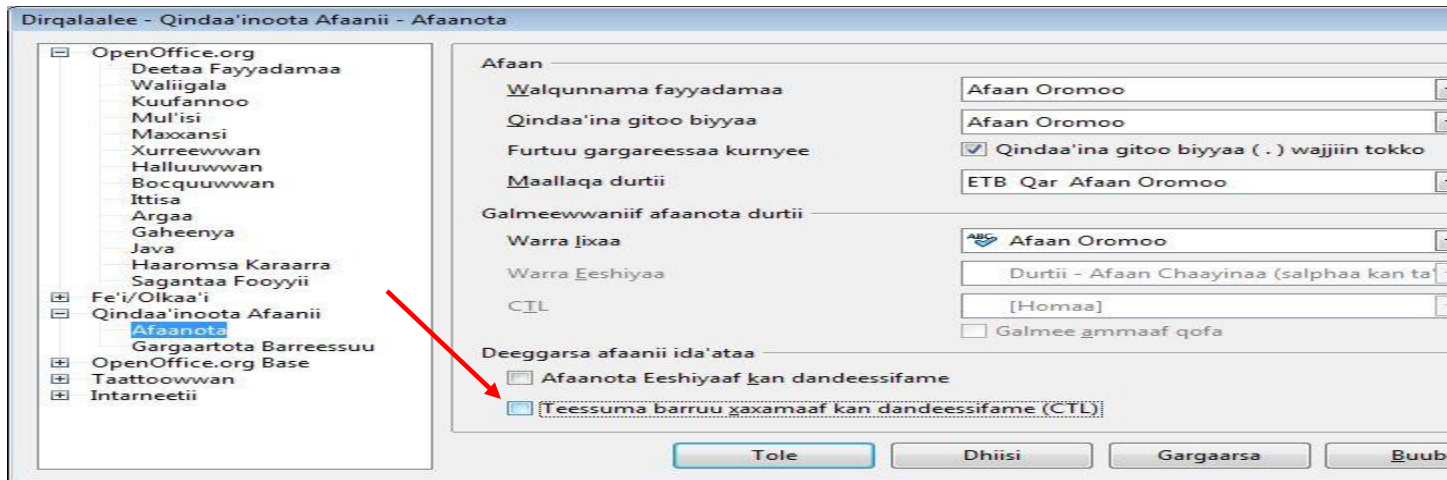 Dirqalaalee - Qindaa'inoota Afaanii - Afaanota
OpenOffice.org
Deetaa Fayyadamaa
Waliigala
Kuufannoo
Mul'isi
Maxxansi
Xurreewwan
Halluuwwan
Bocquuwwan
Ittisa
Argaa
Gaheenya
Java
Haaromsa Karaarra
Sagantaa Fooyyii
Fe'i/Olkaa'i
Qindaa'inoota Afaanii
Afaanota
Gargaartota Barreessuu
OpenOffice.org Base
Taattoowwan
Intarneetii
Afaan
Walqunnama fayyadamaa Afaan Oromoo
Qindaa'ina gitoo biyyaa Afaan Oromoo
Furtuu gargareessaa kurnyee Qindaa'ina gitoo biyyaa ( . ) wajjiin tokko
Maallaqa durtii ETB Qar Afaan Oromoo
Galmeewwaniif afaanota durtii
Warra lixaa ABC Afaan Oromoo
Warra Eeshiyaa Durtii - Afaan Chaayinaa (salphaa kan ta'
CTL [Homaa]
Galmee ammaaf qofa
Deeggarsa afaanii ida'ataa
Afaanota Eeshiyaaf kan dandeessifame
Teessuma barruu xaxamaaf kan dandeessifame (CTL)
Tole Dhiisi Gargaarsa Buub